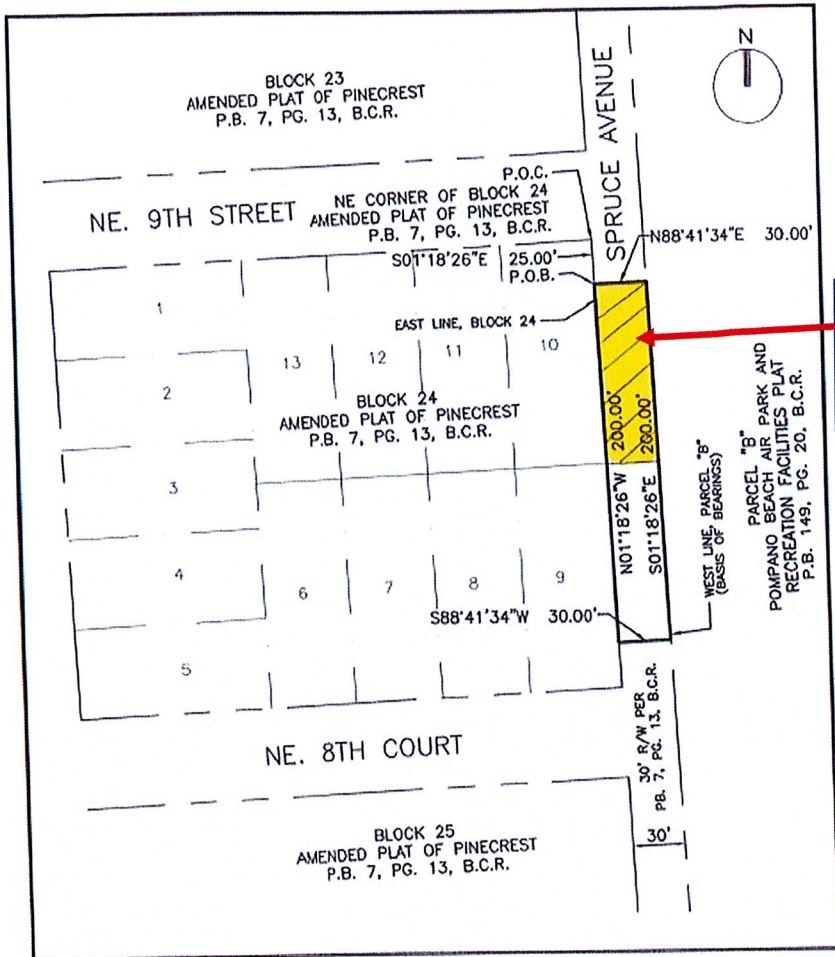 BLOCK 23
AMENDED PLAT OF PINECREST
P.B. 7, PG. 13, B.C.R.
SPRUCE AVENUE
N
P.O.C.
NE. 9TH STREET
NE CORNER OF BLOCK 24
AMENDED PLAT OF PINECREST
P.B. 7, PG. 13, B.C.R.
N88°41'34"E 30.00'
S01°18'26"E 25.00'
P.O.B.
EAST LINE, BLOCK 24
1
13
12
11
10
2
BLOCK 24
AMENDED PLAT OF PINECREST
P.B. 7, PG. 13, B.C.R.
3
N01°18'26"W 200.00'
S01°18'26"E 200.00'
WEST LINE, PARCEL "B"
(BASIS OF BEARINGS)
PARCEL "B"
POMPANO BEACH AIR PARK AND
RECREATION FACILITIES PLAT
P.B. 149, PG. 20, B.C.R.
4
6
7
8
9
S88°41'34"W 30.00'
5
NE. 8TH COURT
30' R/W PER
PB. 7, PG. 13, B.C.R.
30'
BLOCK 25
AMENDED PLAT OF PINECREST
P.B. 7, PG. 13, B.C.R.